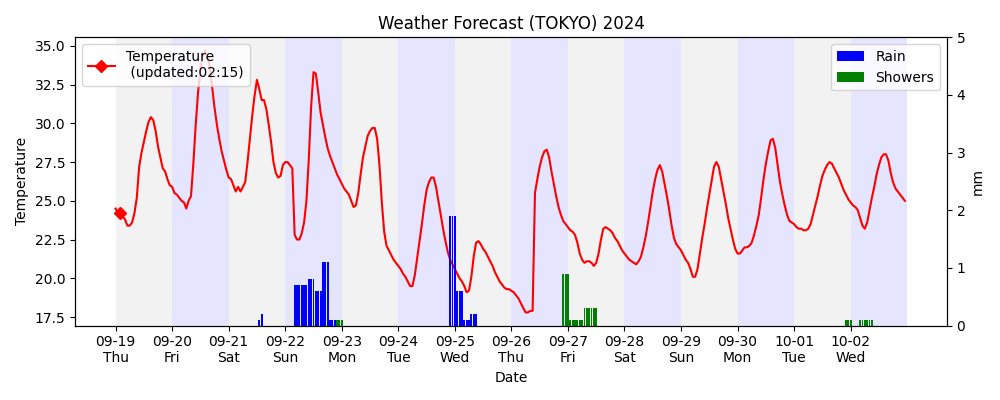 Weather Forecast (TOKYO) 2024
Temperature
(updated:02:15)
Rain
Showers
Temperature
35.0
32.5
30.0
27.5
25.0
22.5
20.0
17.5
5
4
3
2
1
0
mm
09-19 09-20 09-21 09-22 09-23 09-24 09-25 09-26 09-27 09-28 09-29 09-30 10-01 10-02
Thu Fri Sat Sun Mon Tue Wed Thu Fri Sat Sun Mon Tue Wed
Date